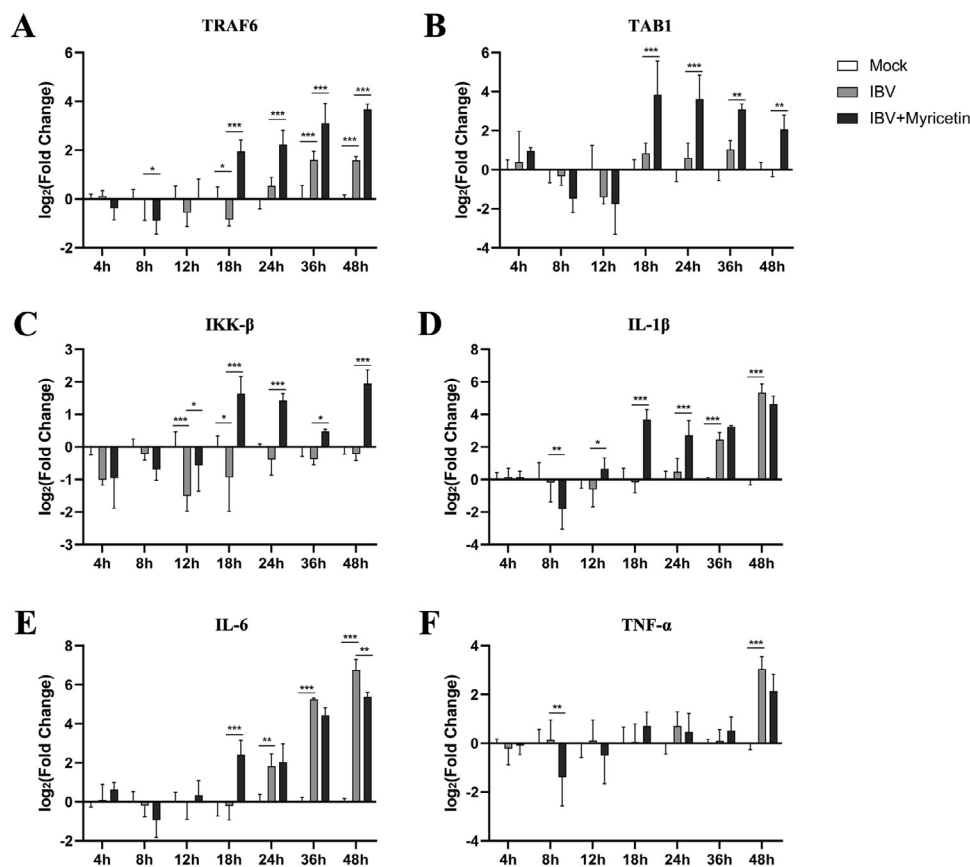 A
TRAF6
log2(Fold Change)
6
4
2
0
-2
* * *** *** *** *** *** ***
4h 8h 12h 18h 24h 36h 48h
B
TAB1
log2(Fold Change)
6
4
2
0
-2
-4
*** *** ** **
4h 8h 12h 18h 24h 36h 48h
Mock
IBV
IBV+Myricetin
C
IKK-β
log2(Fold Change)
3
2
1
0
-1
-2
-3
*** * * *** *** * ***
4h 8h 12h 18h 24h 36h 48h
D
IL-1β
log2(Fold Change)
8
6
4
2
0
-2
-4
** * *** *** *** ***
4h 8h 12h 18h 24h 36h 48h
E
IL-6
log2(Fold Change)
8
6
4
2
0
-2
*** ** *** *** **
4h 8h 12h 18h 24h 36h 48h
F
TNF-α
log2(Fold Change)
4
2
0
-2
-4
** ***
4h 8h 12h 18h 24h 36h 48h